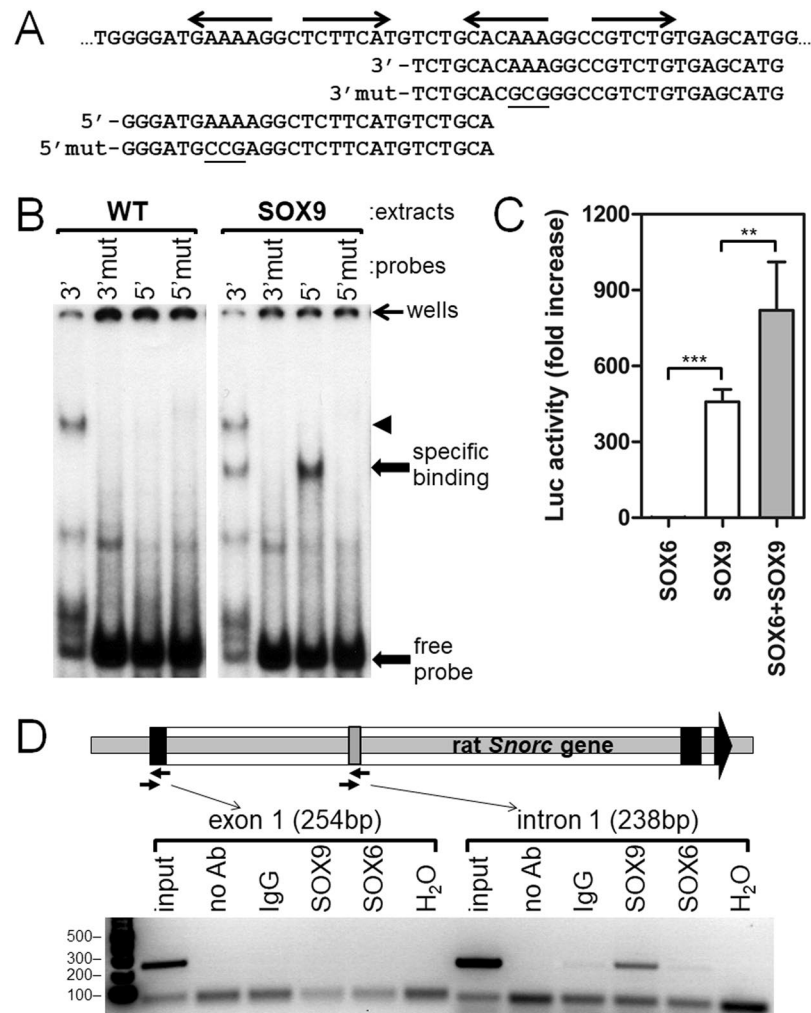 A
...TGGGGATGAAAAGGCTCTTCATGTCTGCACAAAGGCCGTCTGTGAGCATGG...
3'-TCTGCACAAAGGCCGTCTGTGAGCATG
3'mut-TCTGCACGCGGGCCGTCTGTGAGCATG
5'-GGGATGAAAAGGCTCTTCATGTCTGCA
5'mut-GGGATGCCGAGGCTCTTCATGTCTGCA
B
WT SOX9 :extracts
3' 3'mut 5' 5'mut 3' 3'mut 5' 5'mut :probes
wells
specific
binding
free
probe
C
Luc activity (fold increase)
1200
900
600
300
0
**
***
SOX6 SOX9 SOX6+SOX9
D
rat Snorc gene
exon 1 (254bp) intron 1 (238bp)
input no Ab IgG SOX9 SOX6 H₂O input no Ab IgG SOX9 SOX6 H₂O
500–
300–
200–
100–